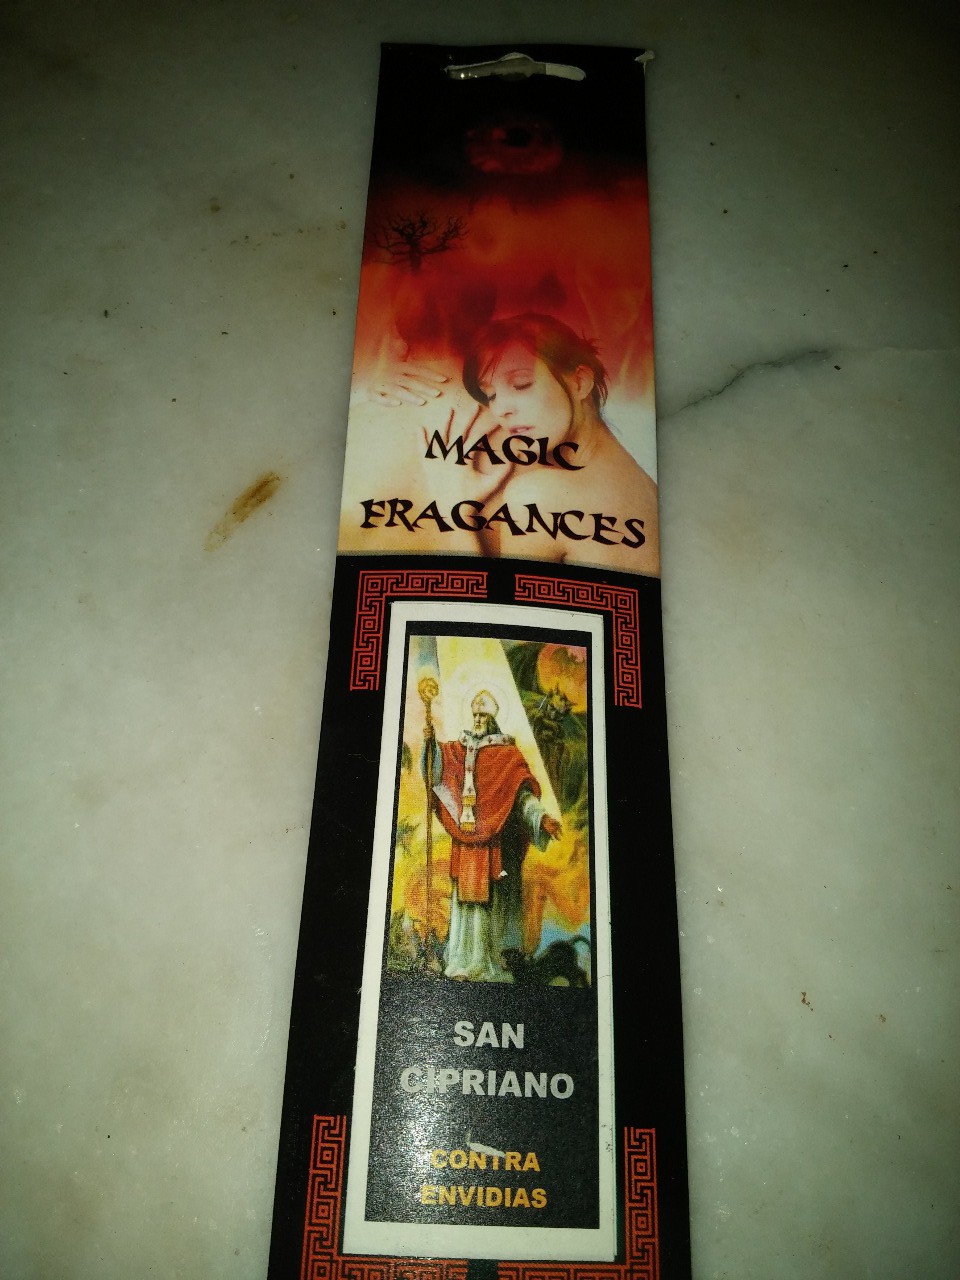 MAGIC
FRAGANCES
SAN
CIPRIANO
CONTRA
ENVIDIAS